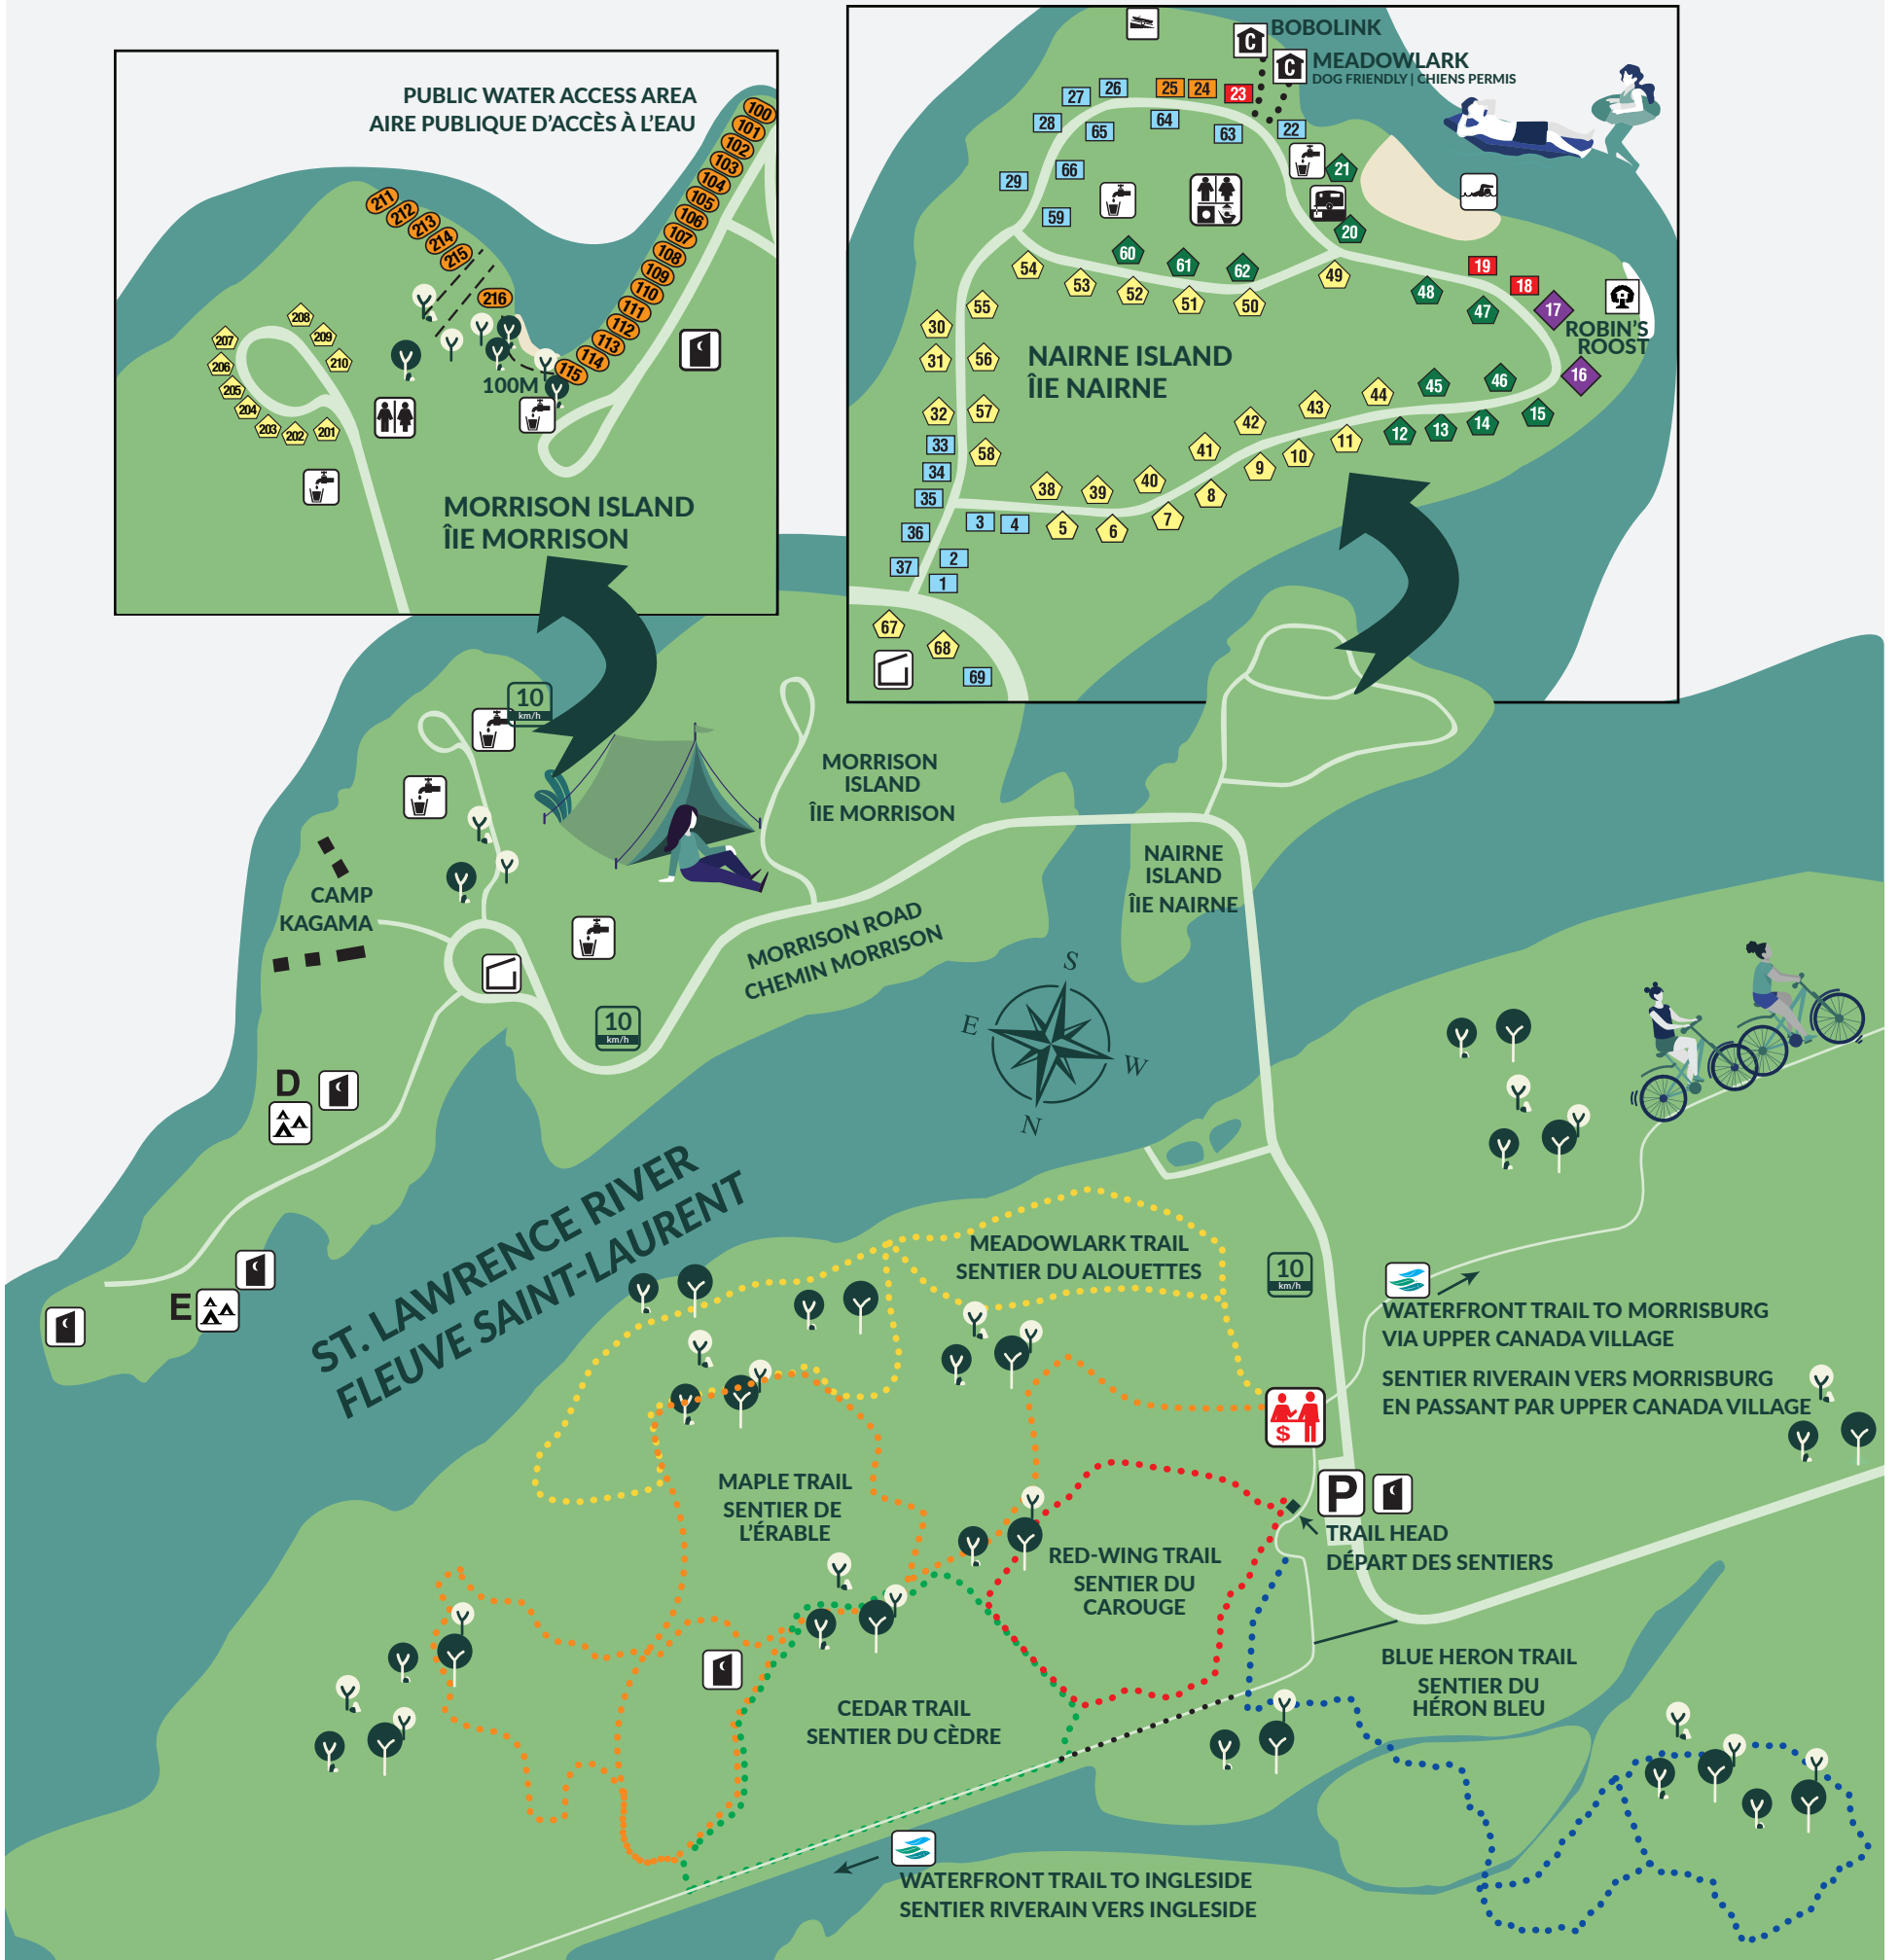 PUBLIC WATER ACCESS AREA
AIRE PUBLIQUE D'ACCÈS À L'EAU
100
101
102
103
104
105
106
107
108
109
110
111
112
113
114
115
211
212
213
214
215
216
208
209
210
207
206
205
204
203
202
201
100M
MORRISON ISLAND
ÎIE MORRISON
BOBOLINK
MEADOWLARK
DOG FRIENDLY | CHIENS PERMIS
C
C
27
26
25
24
23
28
65
64
63
22
29
66
21
59
20
60
61
62
54
53
52
51
50
49
19
48
18
47
17
ROBIN'S
ROOST
16
55
30
31
56
NAIRNE ISLAND
ÎIE NAIRNE
32
57
33
58
34
35
36
37
46
45
44
43
42
41
40
39
38
15
14
13
12
11
10
9
8
7
6
5
4
3
2
1
67
68
69
10
km/h
MORRISON
ISLAND
ÎIE MORRISON
NAIRNE
ISLAND
ÎIE NAIRNE
CAMP
KAGAMA
MORRISON ROAD
CHEMIN MORRISON
10
km/h
S
E
W
N
D
E
ST. LAWRENCE RIVER
FLEUVE SAINT-LAURENT
MEADOWLARK TRAIL
SENTIER DU ALOUETTES
10
km/h
WATERFRONT TRAIL TO MORRISBURG
VIA UPPER CANADA VILLAGE
SENTIER RIVERAIN VERS MORRISBURG
EN PASSANT PAR UPPER CANADA VILLAGE
$
P
TRAIL HEAD
DÉPART DES SENTIERS
MAPLE TRAIL
SENTIER DE
L'ÉRABLE
RED-WING TRAIL
SENTIER DU
CAROUGE
BLUE HERON TRAIL
SENTIER DU
HÉRON BLEU
CEDAR TRAIL
SENTIER DU CÈDRE
WATERFRONT TRAIL TO INGLESIDE
SENTIER RIVERAIN VERS INGLESIDE